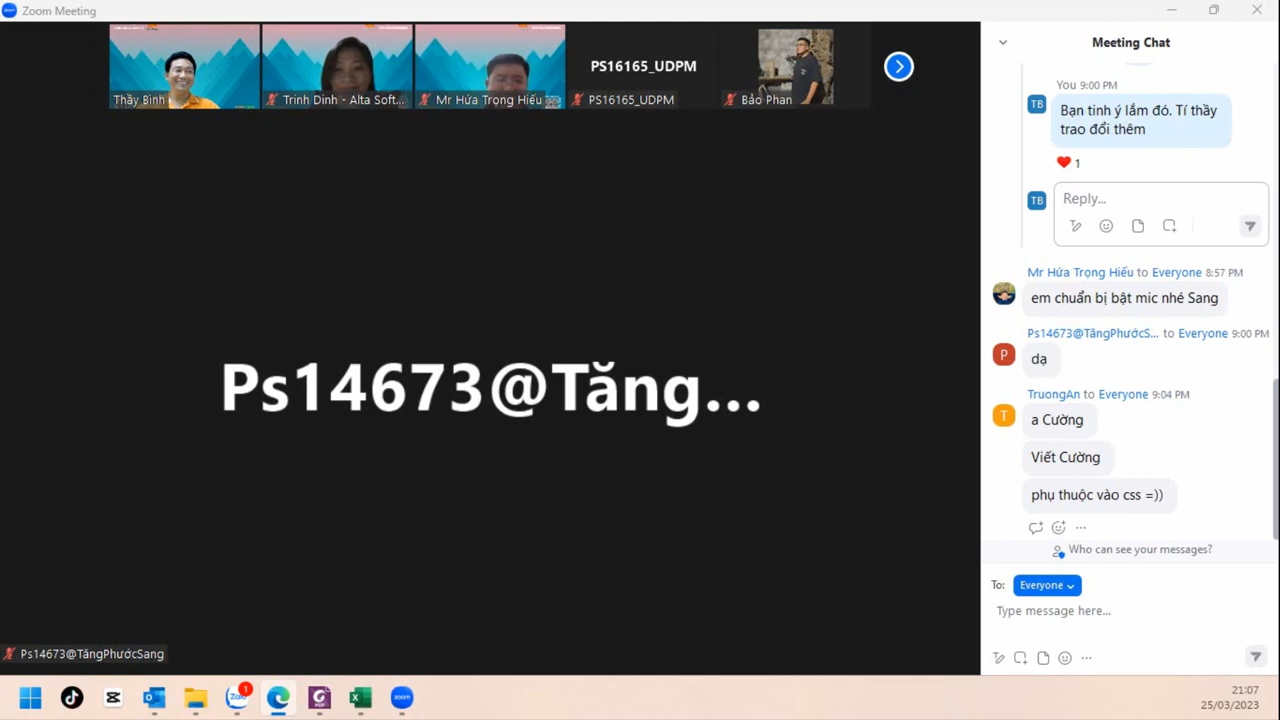 Zoom Meeting
Thầy Bình
Trinh Dinh - Alta Soft...
Mr Hứa Trọng Hiếu
PS16165_UDPM
PS16165_UDPM
Bảo Phan
Ps14673@Tăng...
Ps14673@TăngPhướcSang
Meeting Chat
You 9:00 PM
TB
Bạn tinh ý lắm đó. Tí thầy
trao đổi thêm
1
TB
Reply...
Mr Hứa Trọng Hiếu to Everyone 8:57 PM
em chuẩn bị bật mic nhé Sang
Ps14673@TăngPhướcS... to Everyone 9:00 PM
P
dạ
TruongAn to Everyone 9:04 PM
T
a Cường
Viết Cường
phụ thuộc vào css =))
Who can see your messages?
To: Everyone
Type message here...
Zalo
1
PDF
zoom
21:07
25/03/2023